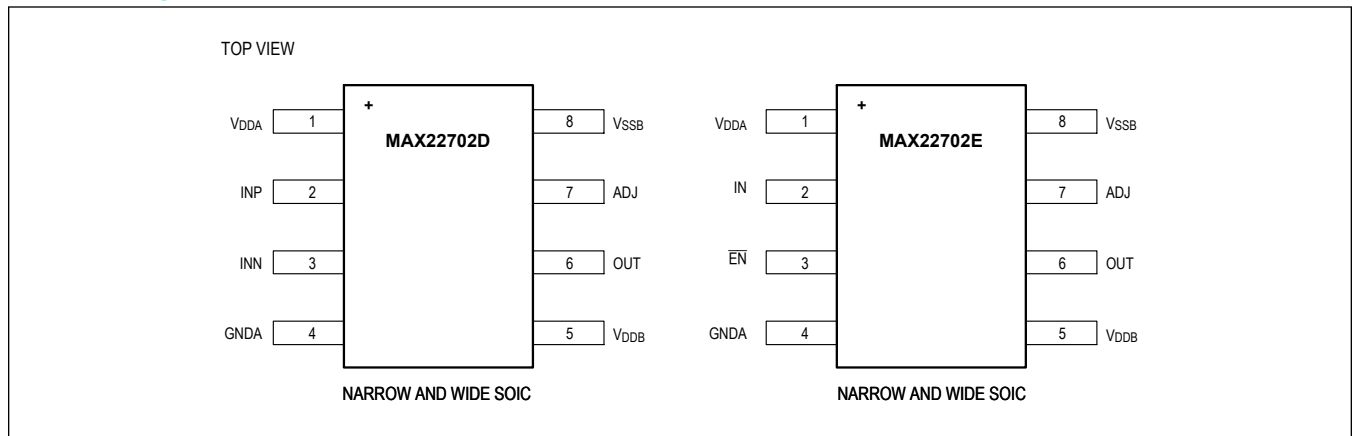 TOP VIEW
+ +
VDDA 1 MAX22702D 8 VSSB VDDA 1 MAX22702E 8 VSSB
INP 2 7 ADJ IN 2 7 ADJ
INN 3 6 OUT E̅N̅ 3 6 OUT
GNDA 4 5 VDDB GNDA 4 5 VDDB
NARROW AND WIDE SOIC NARROW AND WIDE SOIC